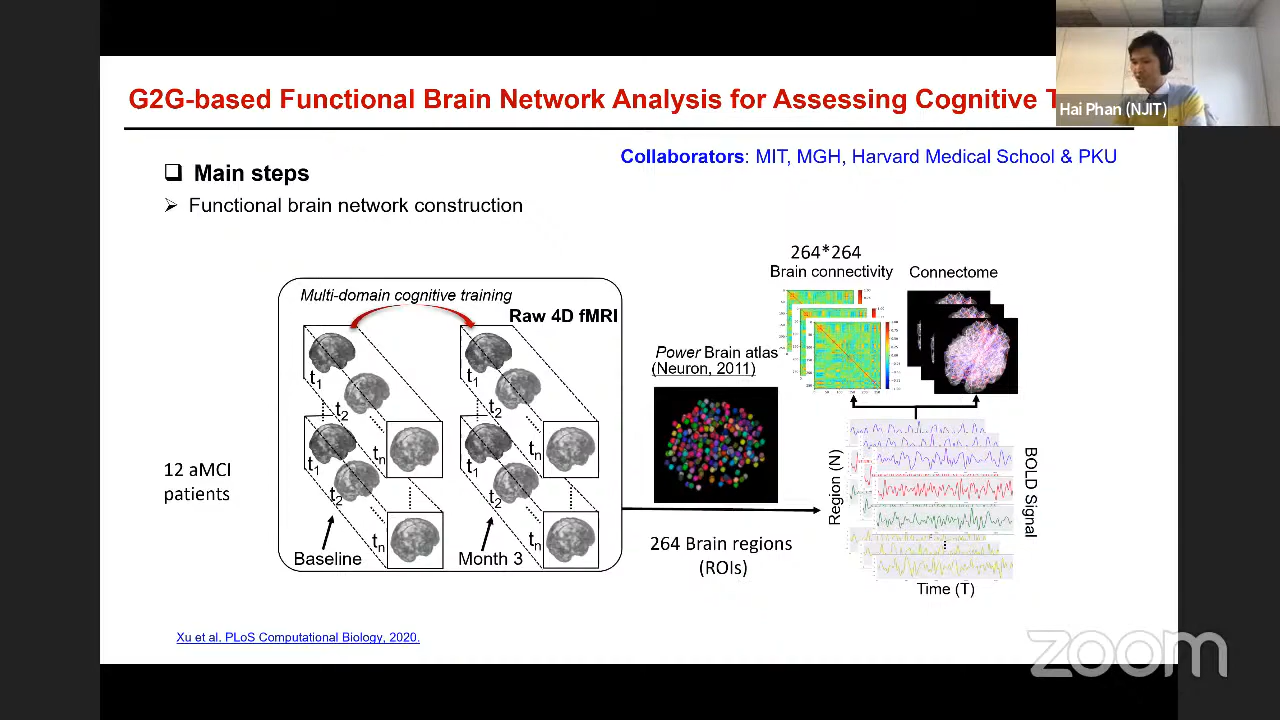 G2G-based Functional Brain Network Analysis for Assessing Cognitive T
Hai Phan (NJIT)
Collaborators: MIT, MGH, Harvard Medical School & PKU
❑ Main steps
➢ Functional brain network construction
264*264
Brain connectivity
Connectome
Multi-domain cognitive training
Raw 4D fMRI
Power Brain atlas
(Neuron, 2011)
t1
t2
tn
t1
t2
tn
t1
t2
tn
t1
t2
tn
12 aMCI
patients
Baseline
Month 3
264 Brain regions
(ROIs)
Region (N)
BOLD Signal
Time (T)
Xu et al. PLoS Computational Biology, 2020.
zoom